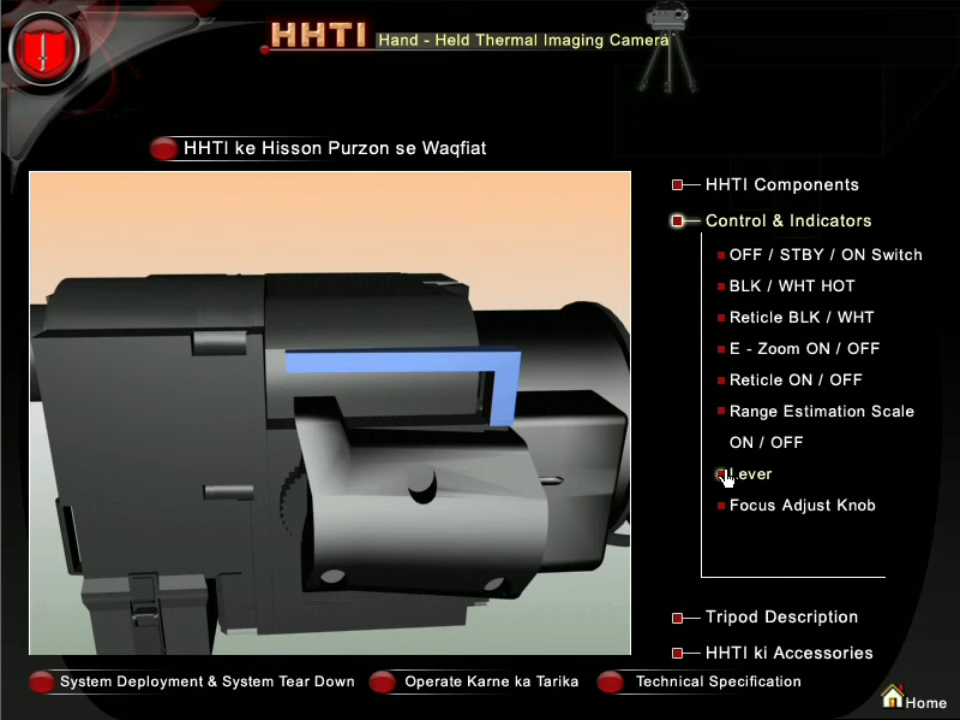 HHTI Hand - Held Thermal Imaging Camera
HHTI ke Hisson Purzon se Waqfiat
HHTI Components
Control & Indicators
OFF / STBY / ON Switch
BLK / WHT HOT
Reticle BLK / WHT
E - Zoom ON / OFF
Reticle ON / OFF
Range Estimation Scale
ON / OFF
Lever
Focus Adjust Knob
Tripod Description
HHTI ki Accessories
System Deployment & System Tear Down
Operate Karne ka Tarika
Technical Specification
Home